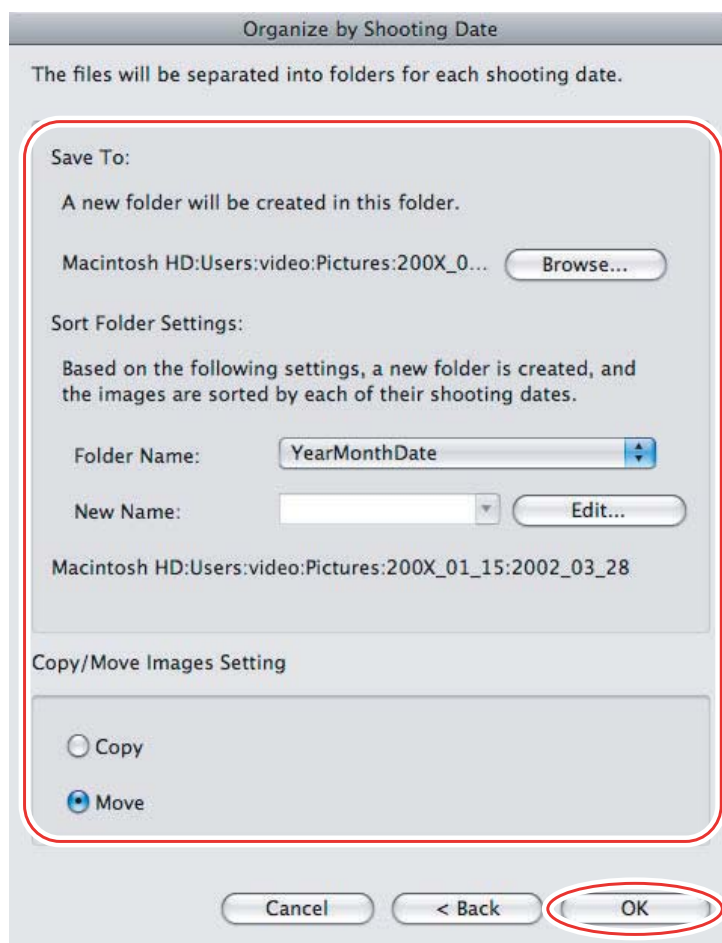 Organize by Shooting Date
The files will be separated into folders for each shooting date.
Save To:
A new folder will be created in this folder.
Macintosh HD:Users:video:Pictures:200X_0... Browse...
Sort Folder Settings:
Based on the following settings, a new folder is created, and
the images are sorted by each of their shooting dates.
Folder Name: YearMonthDate
New Name: Edit...
Macintosh HD:Users:video:Pictures:200X_01_15:2002_03_28
Copy/Move Images Setting
Copy
Move
Cancel < Back OK